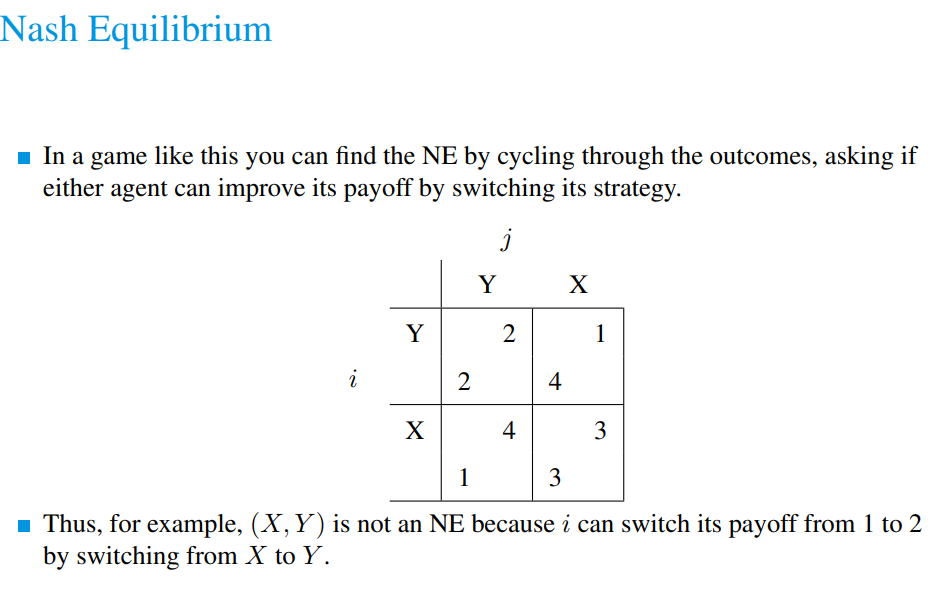 Nash Equilibrium
In a game like this you can find the NE by cycling through the outcomes, asking if
either agent can improve its payoff by switching its strategy.
j
Y X
Y 2 1
i 2 4
X 4 3
1 3
Thus, for example, (X, Y) is not an NE because i can switch its payoff from 1 to 2
by switching from X to Y.